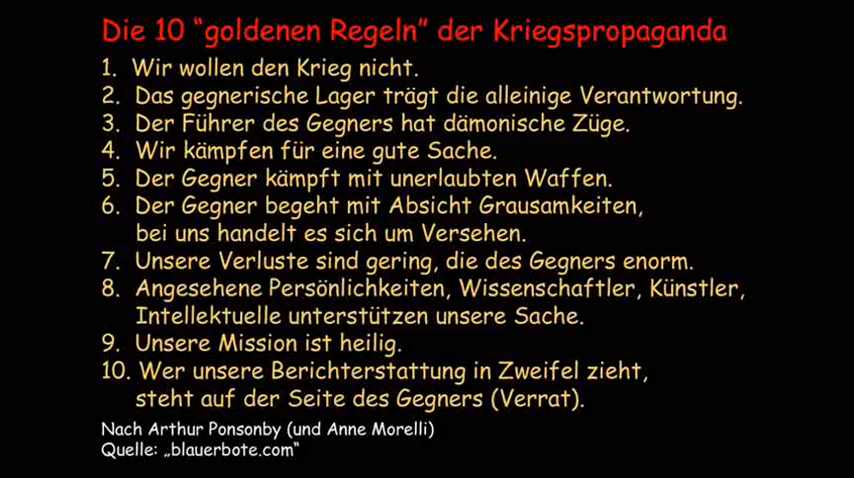 Die 10 “goldenen Regeln” der Kriegspropaganda
1. Wir wollen den Krieg nicht.
2. Das gegnerische Lager trägt die alleinige Verantwortung.
3. Der Führer des Gegners hat dämonische Züge.
4. Wir kämpfen für eine gute Sache.
5. Der Gegner kämpft mit unerlaubten Waffen.
6. Der Gegner begeht mit Absicht Grausamkeiten,
bei uns handelt es sich um Versehen.
7. Unsere Verluste sind gering, die des Gegners enorm.
8. Angesehene Persönlichkeiten, Wissenschaftler, Künstler,
Intellektuelle unterstützen unsere Sache.
9. Unsere Mission ist heilig.
10. Wer unsere Berichterstattung in Zweifel zieht,
steht auf der Seite des Gegners (Verrat).
Nach Arthur Ponsonby (und Anne Morelli)
Quelle: „blauerbote.com“